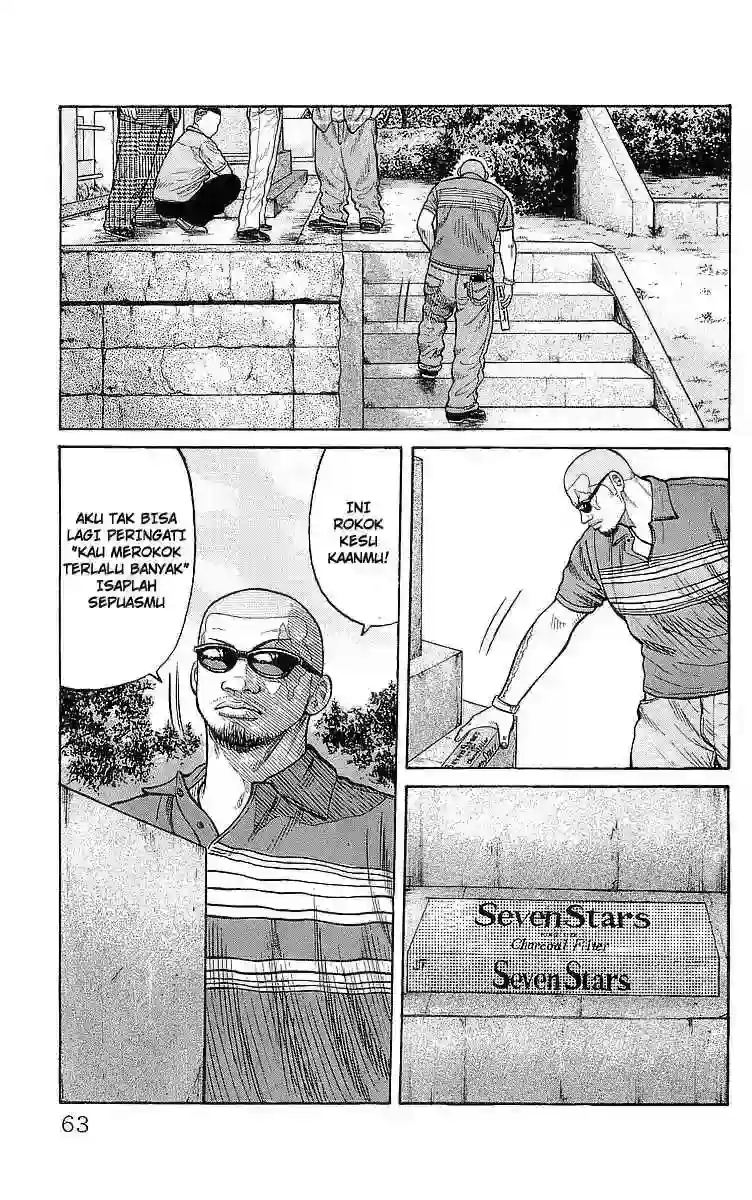 INI
ROKOK
KESU
KAANMU!
AKU TAK BISA
LAGI PERINGATI
"KAU MEROKOK
TERLALU BANYAK"
ISAPLAH
SEPUASMU
SevenStars
Charcoal Filter
SevenStars
63